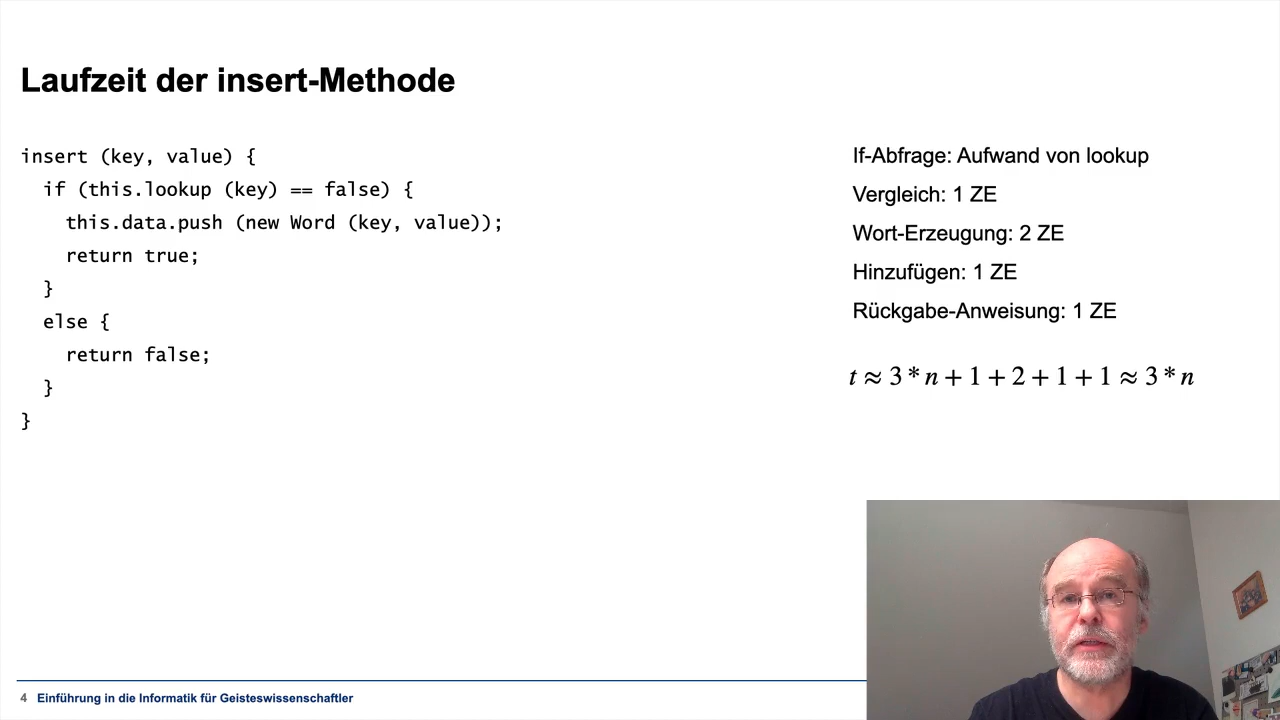 Laufzeit der insert-Methode
insert (key, value) {
if (this.lookup (key) == false) {
this.data.push (new Word (key, value));
return true;
}
else {
return false;
}
}
If-Abfrage: Aufwand von lookup
Vergleich: 1 ZE
Wort-Erzeugung: 2 ZE
Hinzufügen: 1 ZE
Rückgabe-Anweisung: 1 ZE
t ≈ 3 * n + 1 + 2 + 1 + 1 ≈ 3 * n
4 Einführung in die Informatik für Geisteswissenschaftler